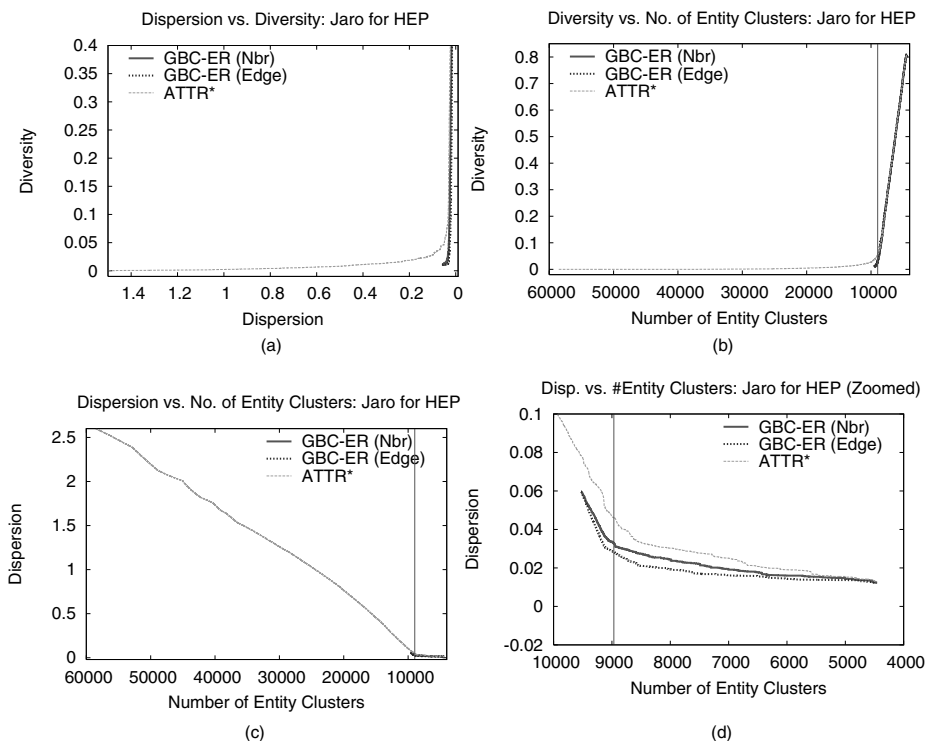 Dispersion vs. Diversity: Jaro for HEP
0.4
0.35
0.3
0.25
0.2
0.15
0.1
0.05
0
Diversity
GBC-ER (Nbr)
GBC-ER (Edge)
ATTR*
1.4 1.2 1 0.8 0.6 0.4 0.2 0
Dispersion
(a)
Diversity vs. No. of Entity Clusters: Jaro for HEP
0.8
0.7
0.6
0.5
0.4
0.3
0.2
0.1
0
Diversity
GBC-ER (Nbr)
GBC-ER (Edge)
ATTR*
60000 50000 40000 30000 20000 10000
Number of Entity Clusters
(b)
Dispersion vs. No. of Entity Clusters: Jaro for HEP
2.5
2
1.5
1
0.5
0
Dispersion
GBC-ER (Nbr)
GBC-ER (Edge)
ATTR*
60000 50000 40000 30000 20000 10000
Number of Entity Clusters
(c)
Disp. vs. #Entity Clusters: Jaro for HEP (Zoomed)
0.1
0.08
0.06
0.04
0.02
0
-0.02
Dispersion
GBC-ER (Nbr)
GBC-ER (Edge)
ATTR*
10000 9000 8000 7000 6000 5000 4000
Number of Entity Clusters
(d)